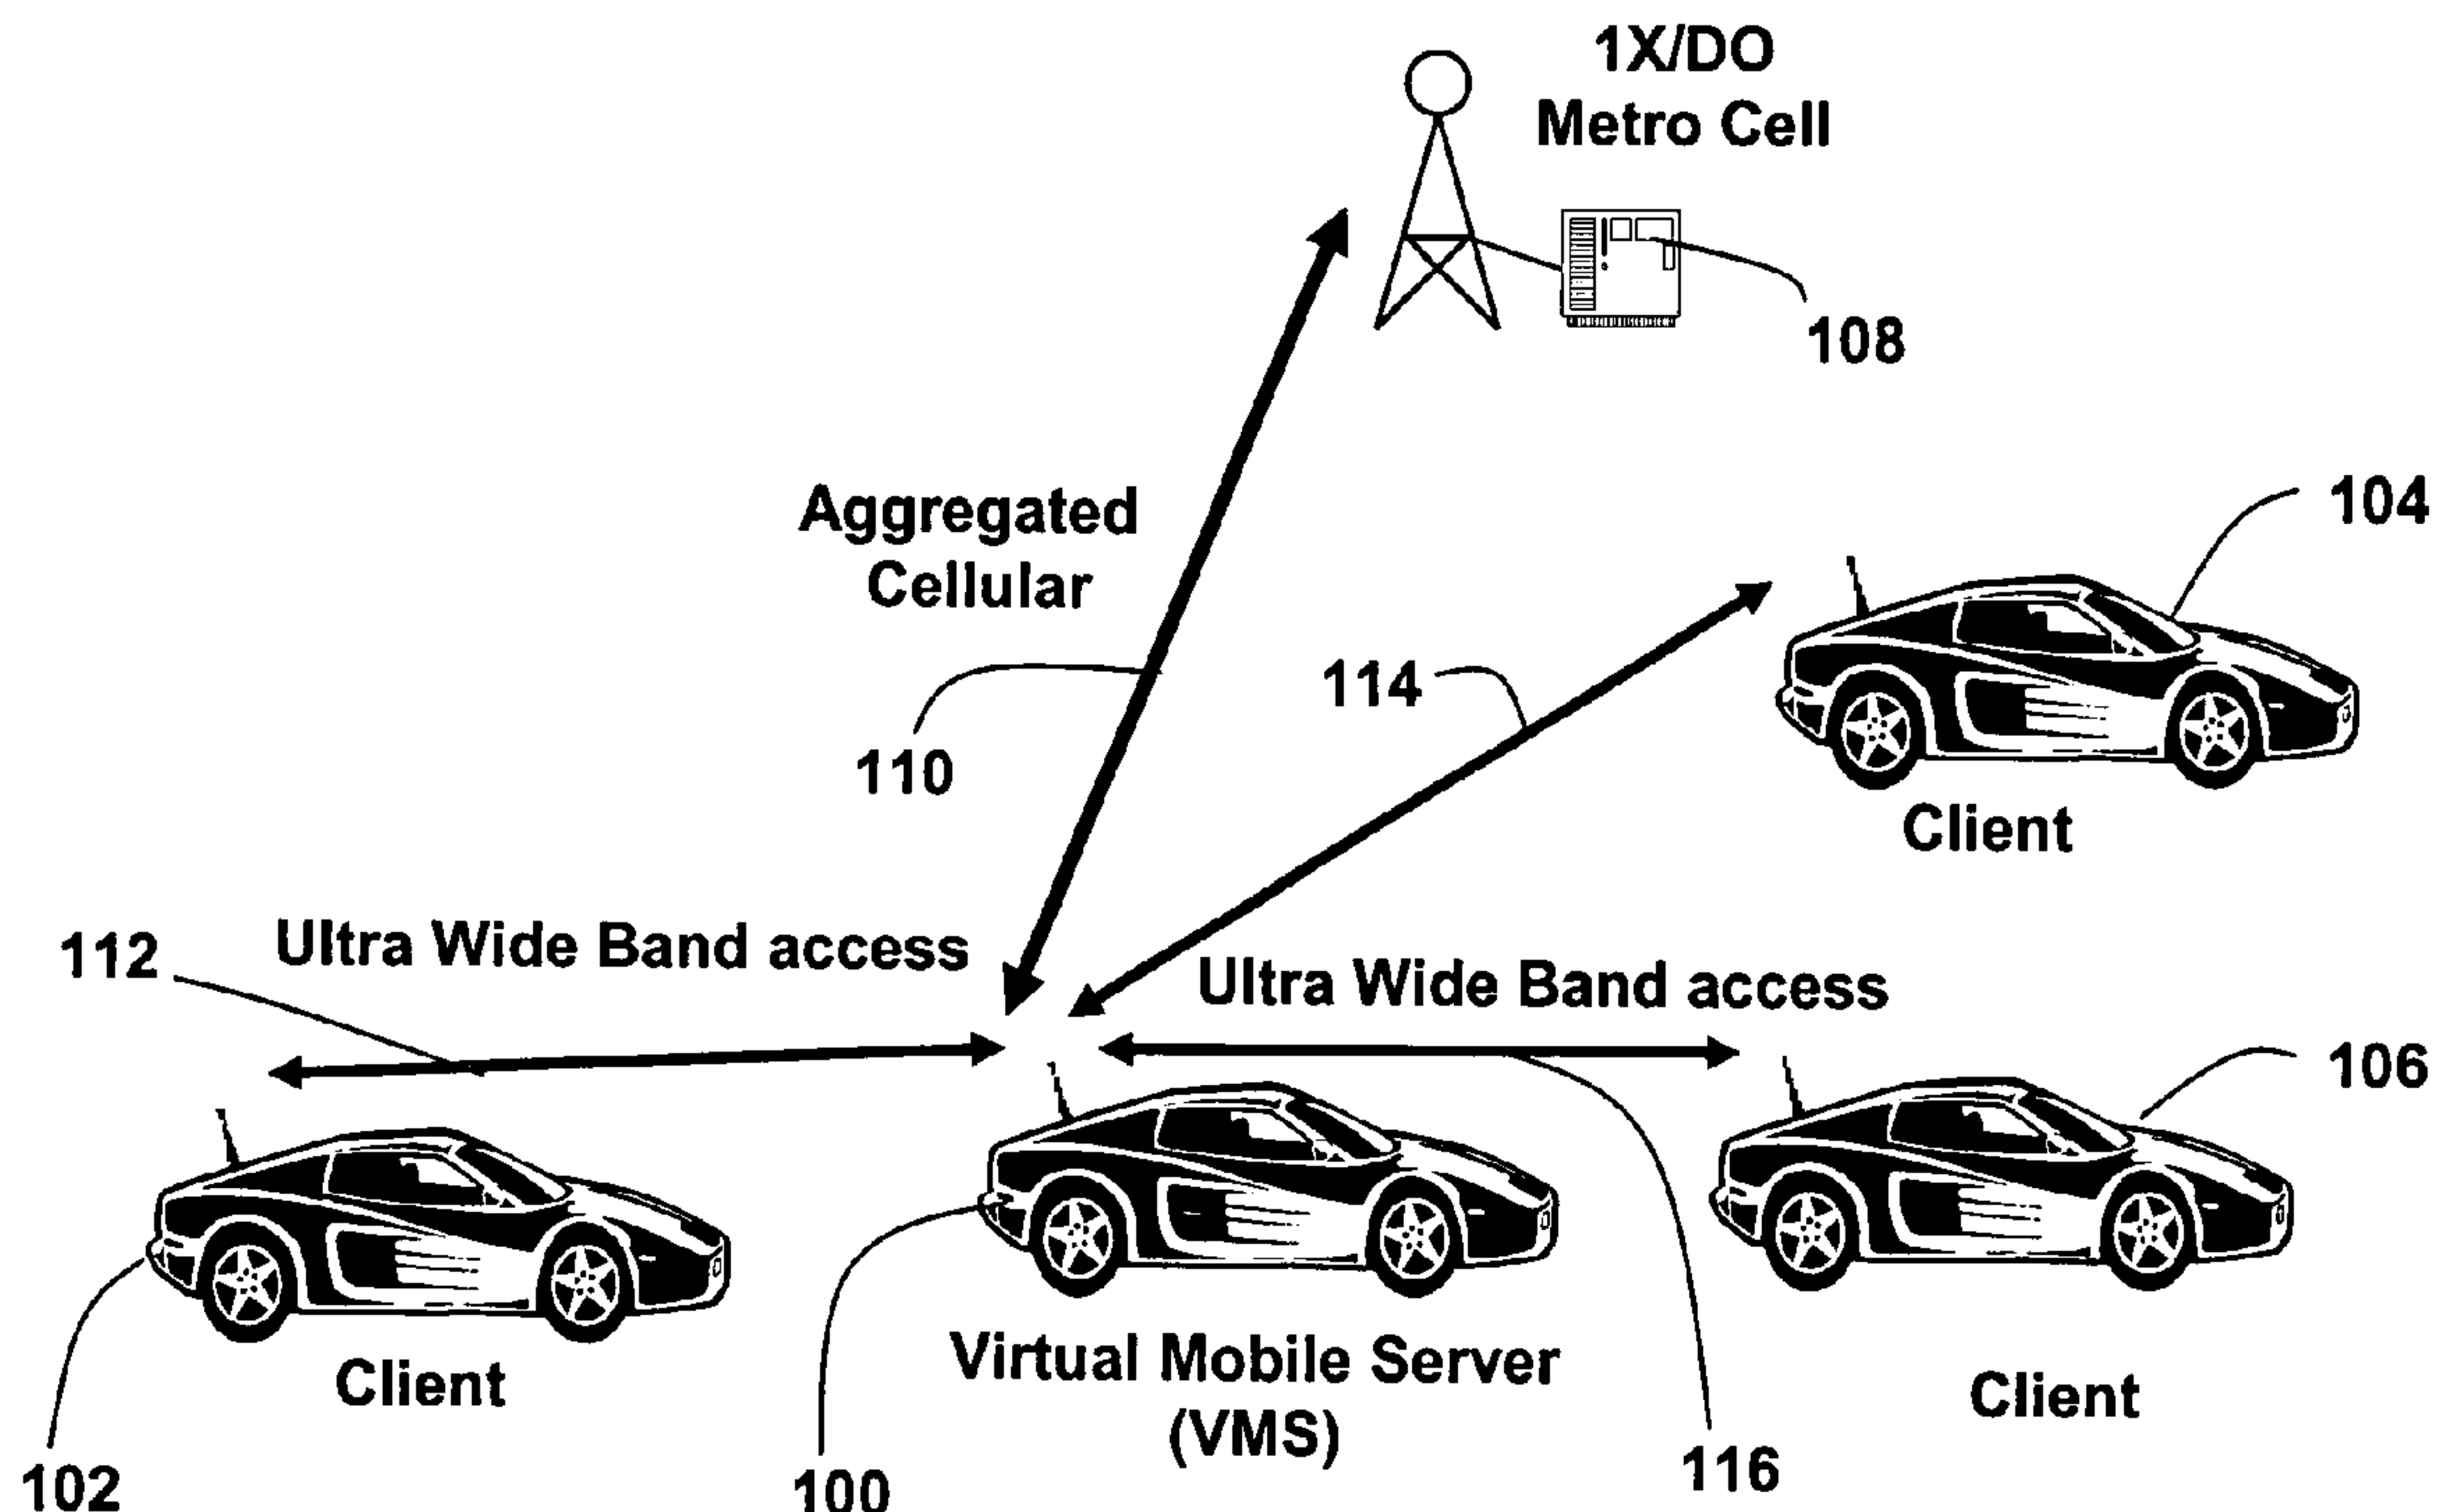 1X/DO
Metro Cell
108
Aggregated
Cellular
104
110
114
Client
112
Ultra Wide Band access
Ultra Wide Band access
106
Client
Virtual Mobile Server
(VMS)
Client
102
100
116